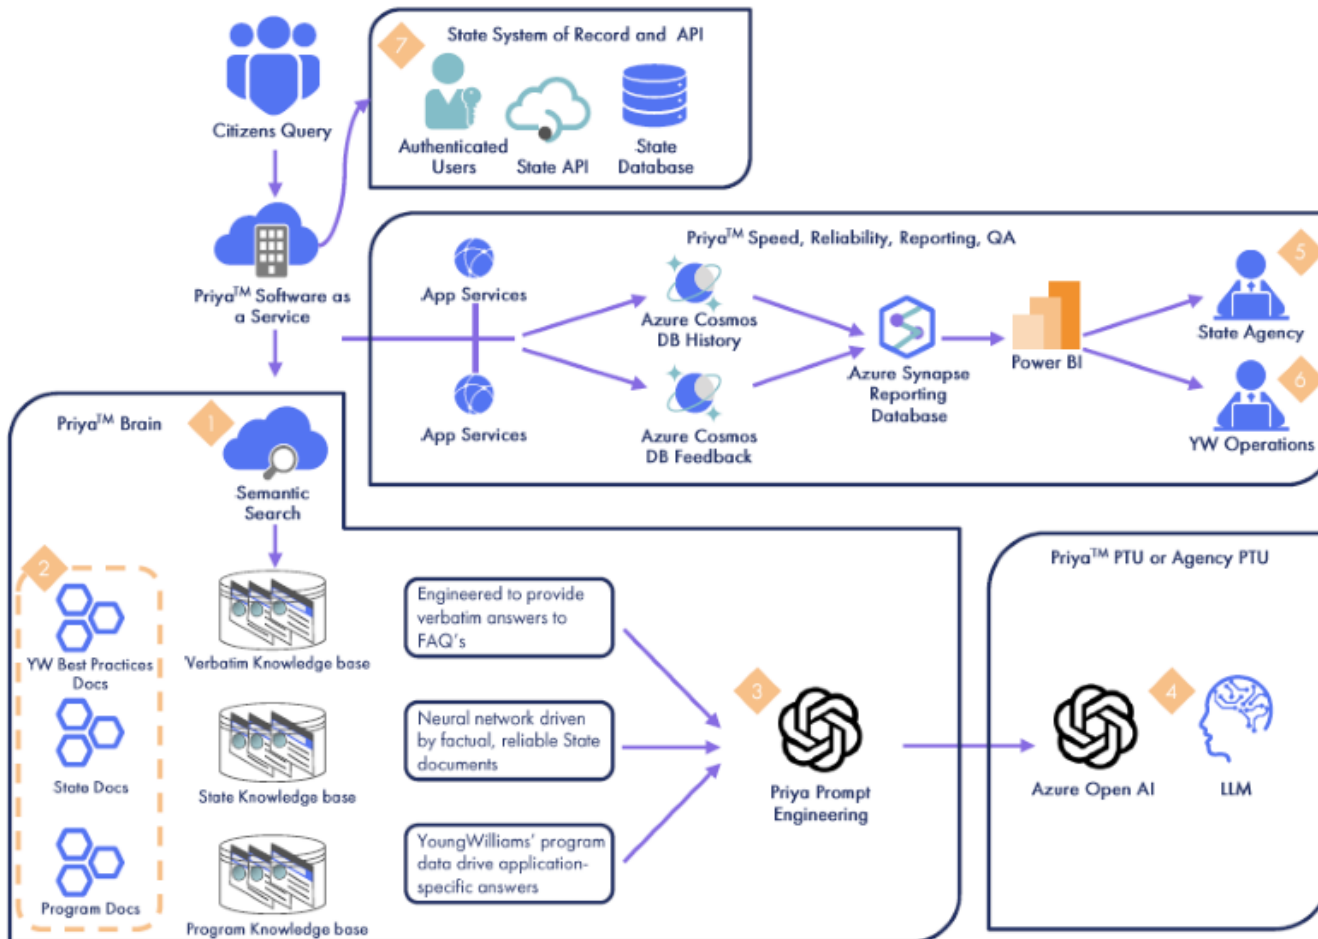 7
State System of Record and API
Citizens Query
Authenticated
Users
State API
State
Database
Priya™ Software as
a Service
Priya™ Speed, Reliability, Reporting, QA
App Services
App Services
Azure Cosmos
DB History
Azure Cosmos
DB Feedback
Azure Synapse
Reporting
Database
Power BI
5
State Agency
6
YW Operations
Priya™ Brain
1
Semantic
Search
2
YW Best Practices
Docs
State Docs
Program Docs
Verbatim Knowledge base
State Knowledge base
Program Knowledge base
Engineered to provide
verbatim answers to
FAQ's
Neural network driven
by factual, reliable State
documents
YoungWilliams' program
data drive application-
specific answers
3
Priya Prompt
Engineering
Priya™ PTU or Agency PTU
4
Azure Open AI
LLM